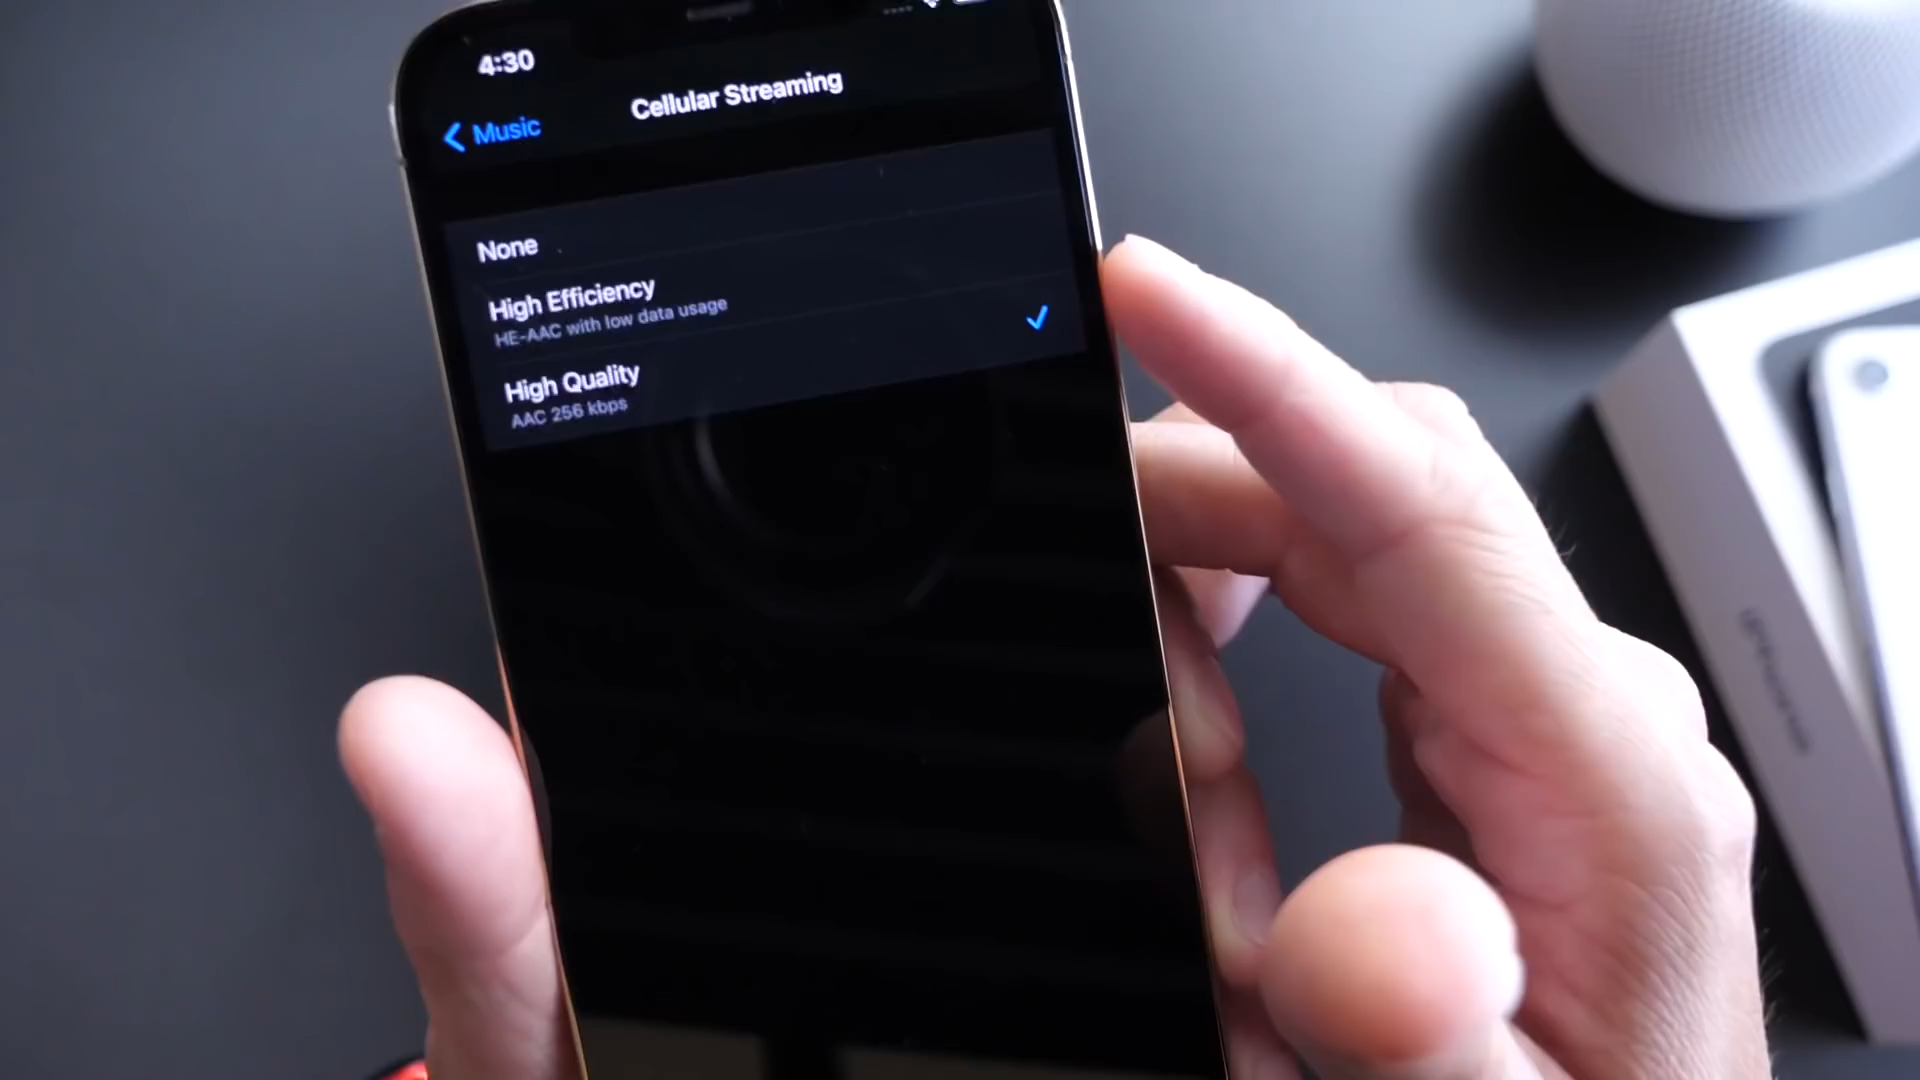 4:30
Music
Cellular Streaming
None
High Efficiency
HE-AAC with low data usage
High Quality
AAC 256 kbps
iPhone